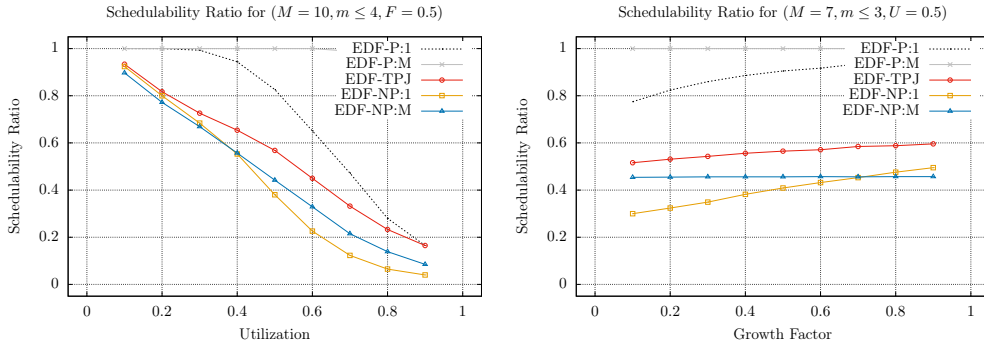 Schedulability Ratio for (M = 10, m ≤ 4, F = 0.5)
Schedulability Ratio
1
0.8
0.6
0.4
0.2
0
EDF-P:1
EDF-P:M
EDF-TPJ
EDF-NP:1
EDF-NP:M
0 0.2 0.4 0.6 0.8 1
Utilization
Schedulability Ratio for (M = 7, m ≤ 3, U = 0.5)
Schedulability Ratio
1
0.8
0.6
0.4
0.2
0
EDF-P:1
EDF-P:M
EDF-TPJ
EDF-NP:1
EDF-NP:M
0 0.2 0.4 0.6 0.8 1
Growth Factor